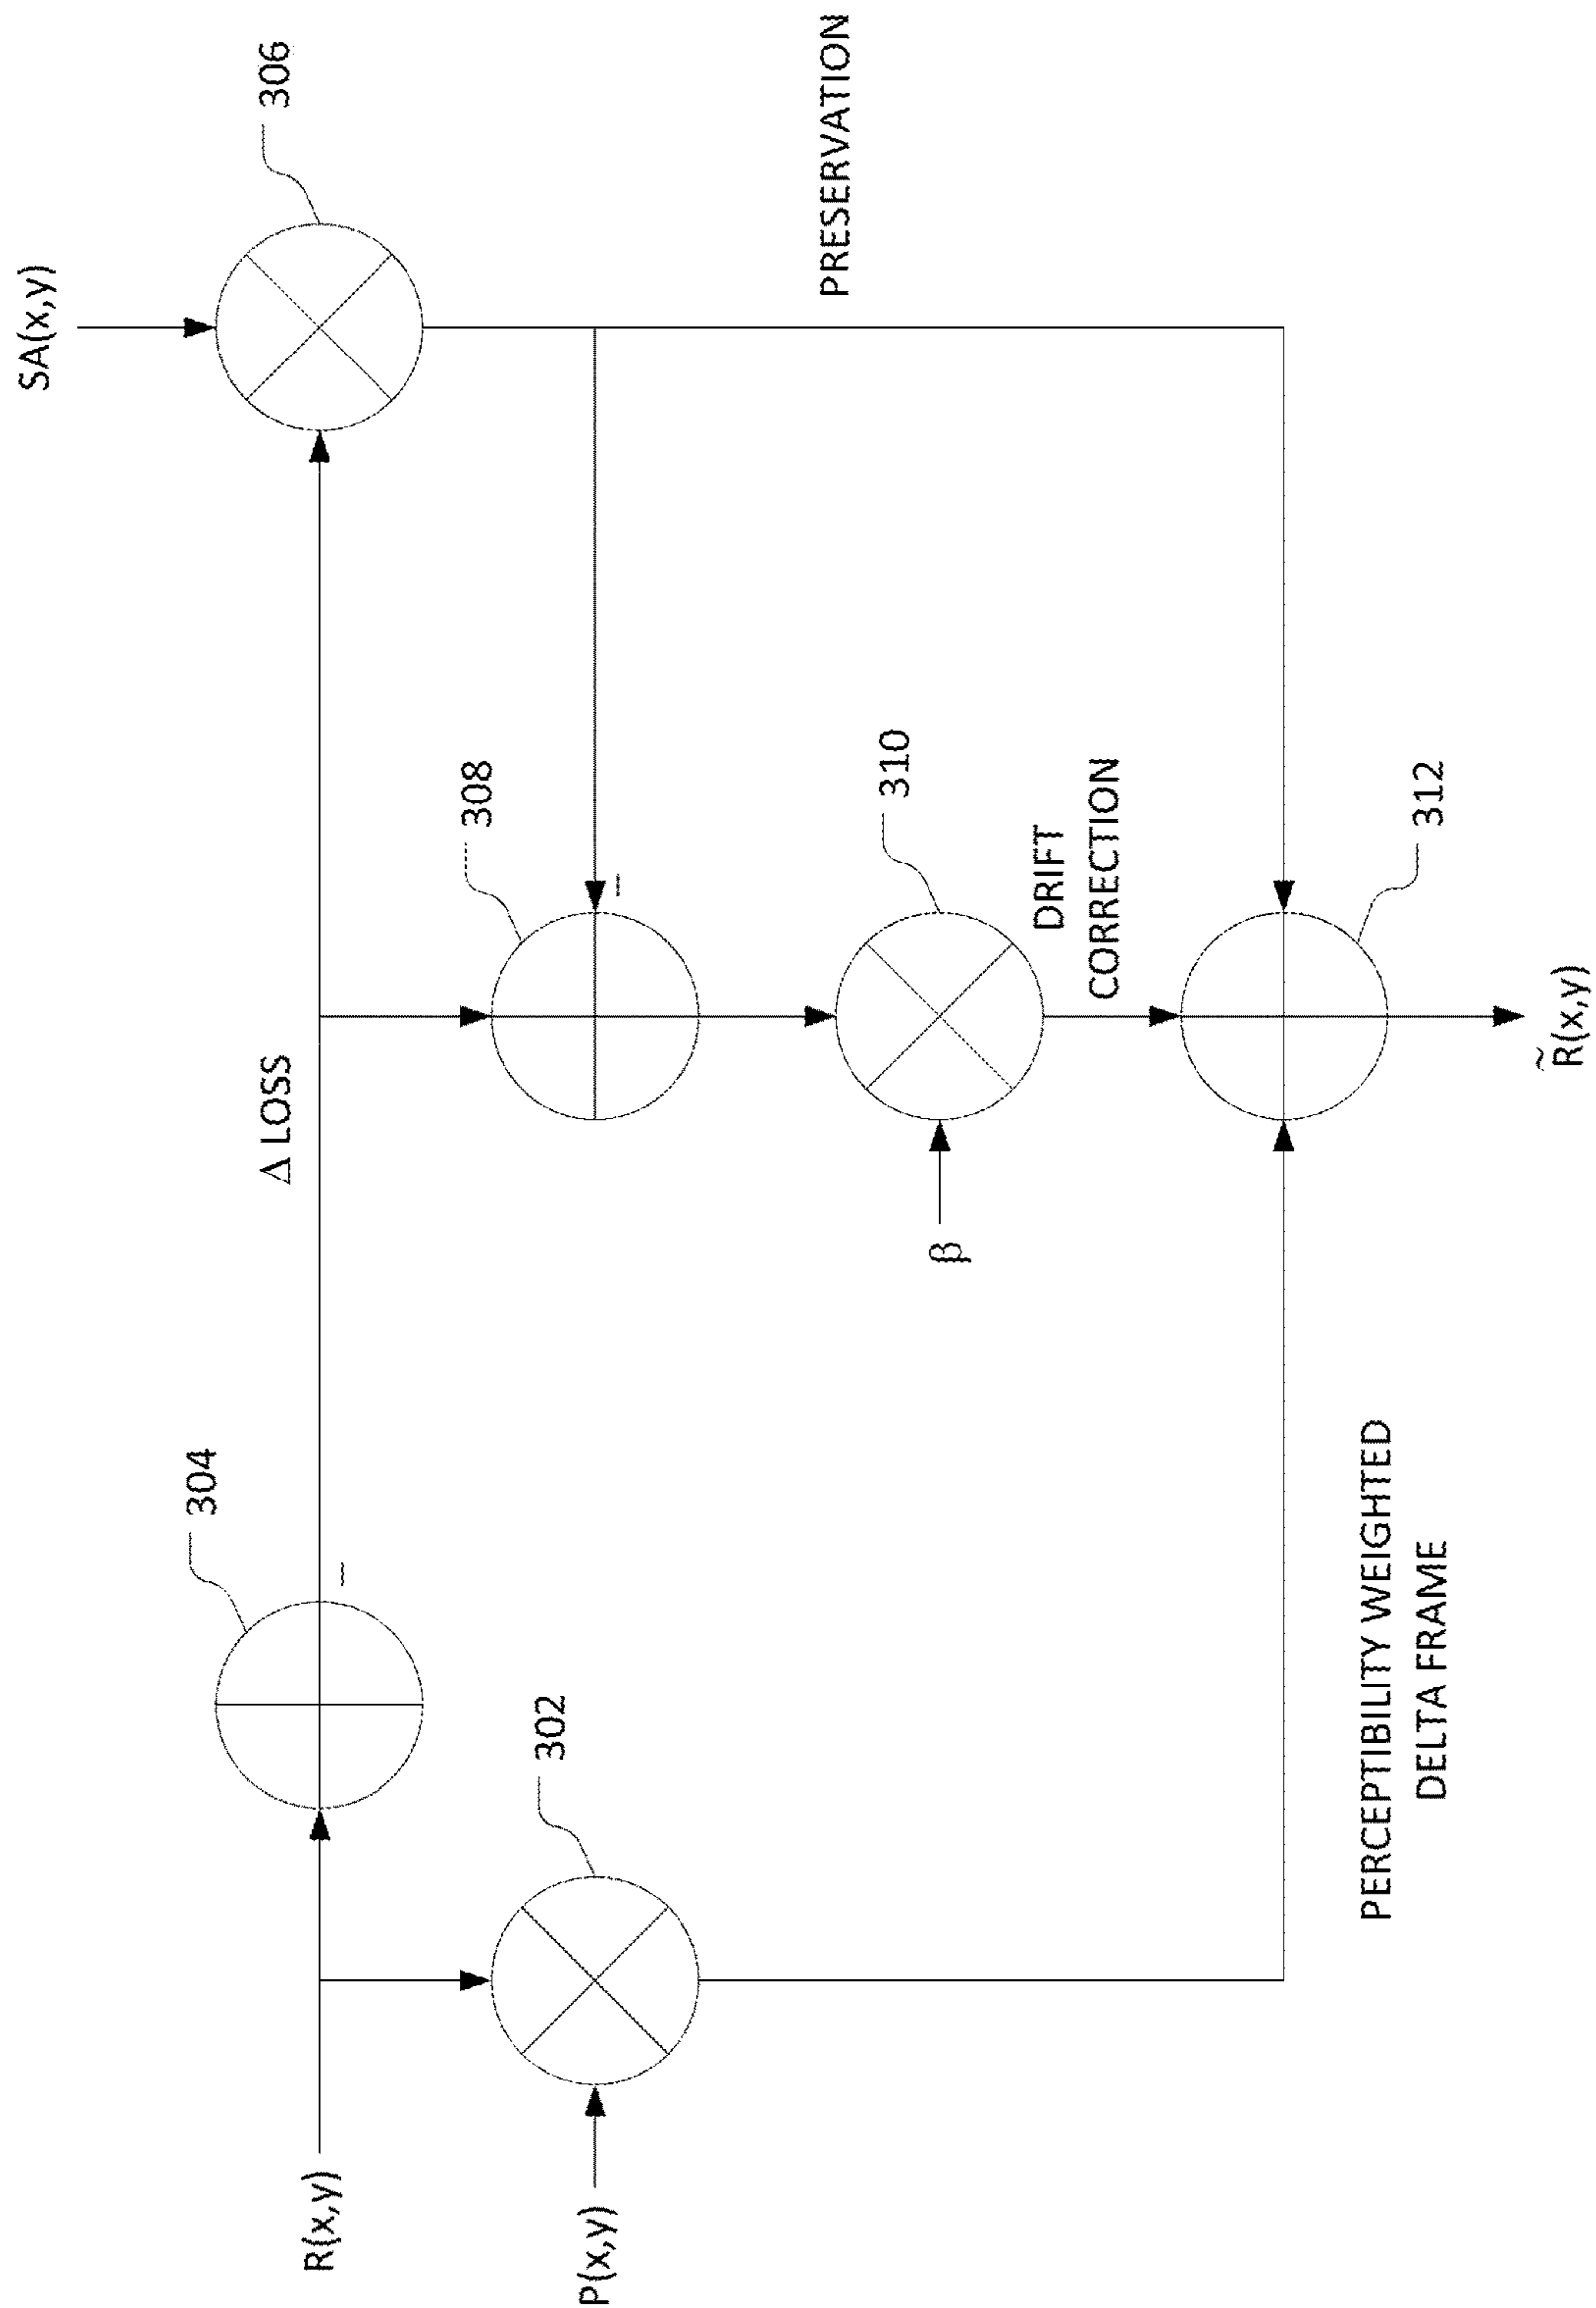 SA(x,y)
306
304
Δ LOSS
R(x,y)
–
302
P(x,y)
308
–
PRESERVATION
β
310
DRIFT
CORRECTION
312
PERCEPTIBILITY WEIGHTED
DELTA FRAME
R̃(x,y)